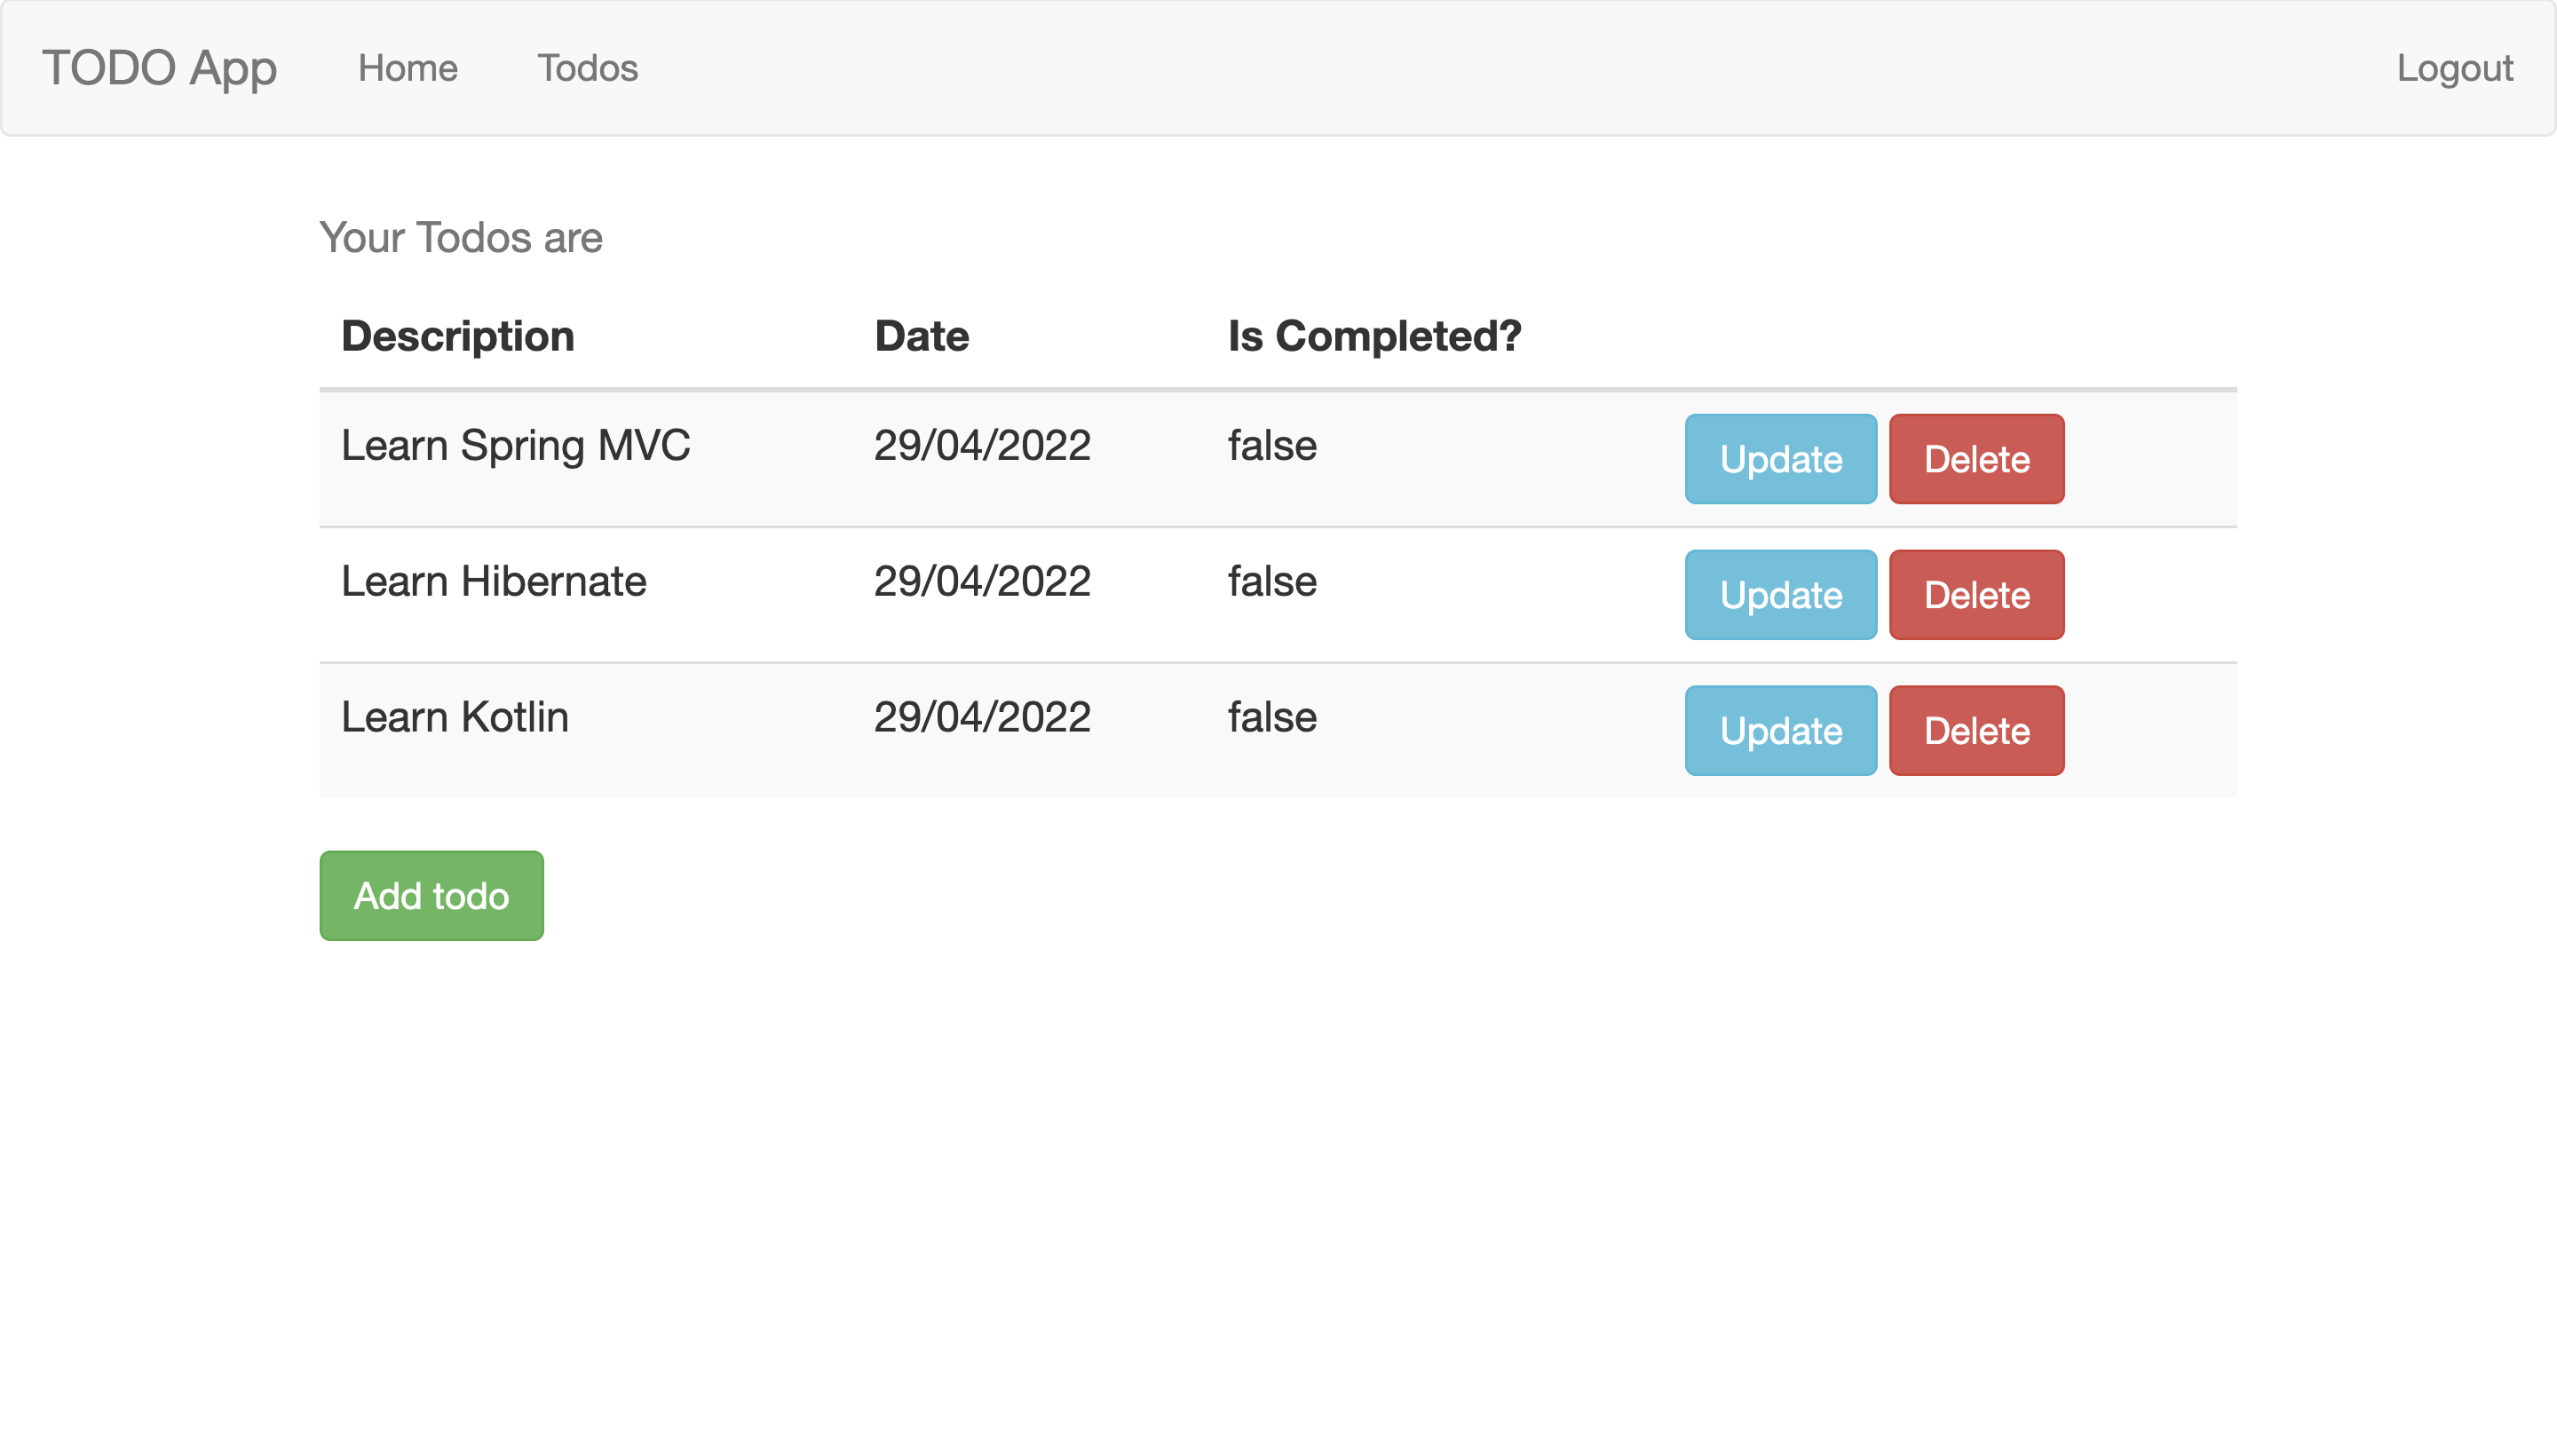 TODO App Home Todos Logout
Your Todos are
Description Date Is Completed?
Learn Spring MVC 29/04/2022 false Update Delete
Learn Hibernate 29/04/2022 false Update Delete
Learn Kotlin 29/04/2022 false Update Delete
Add todo